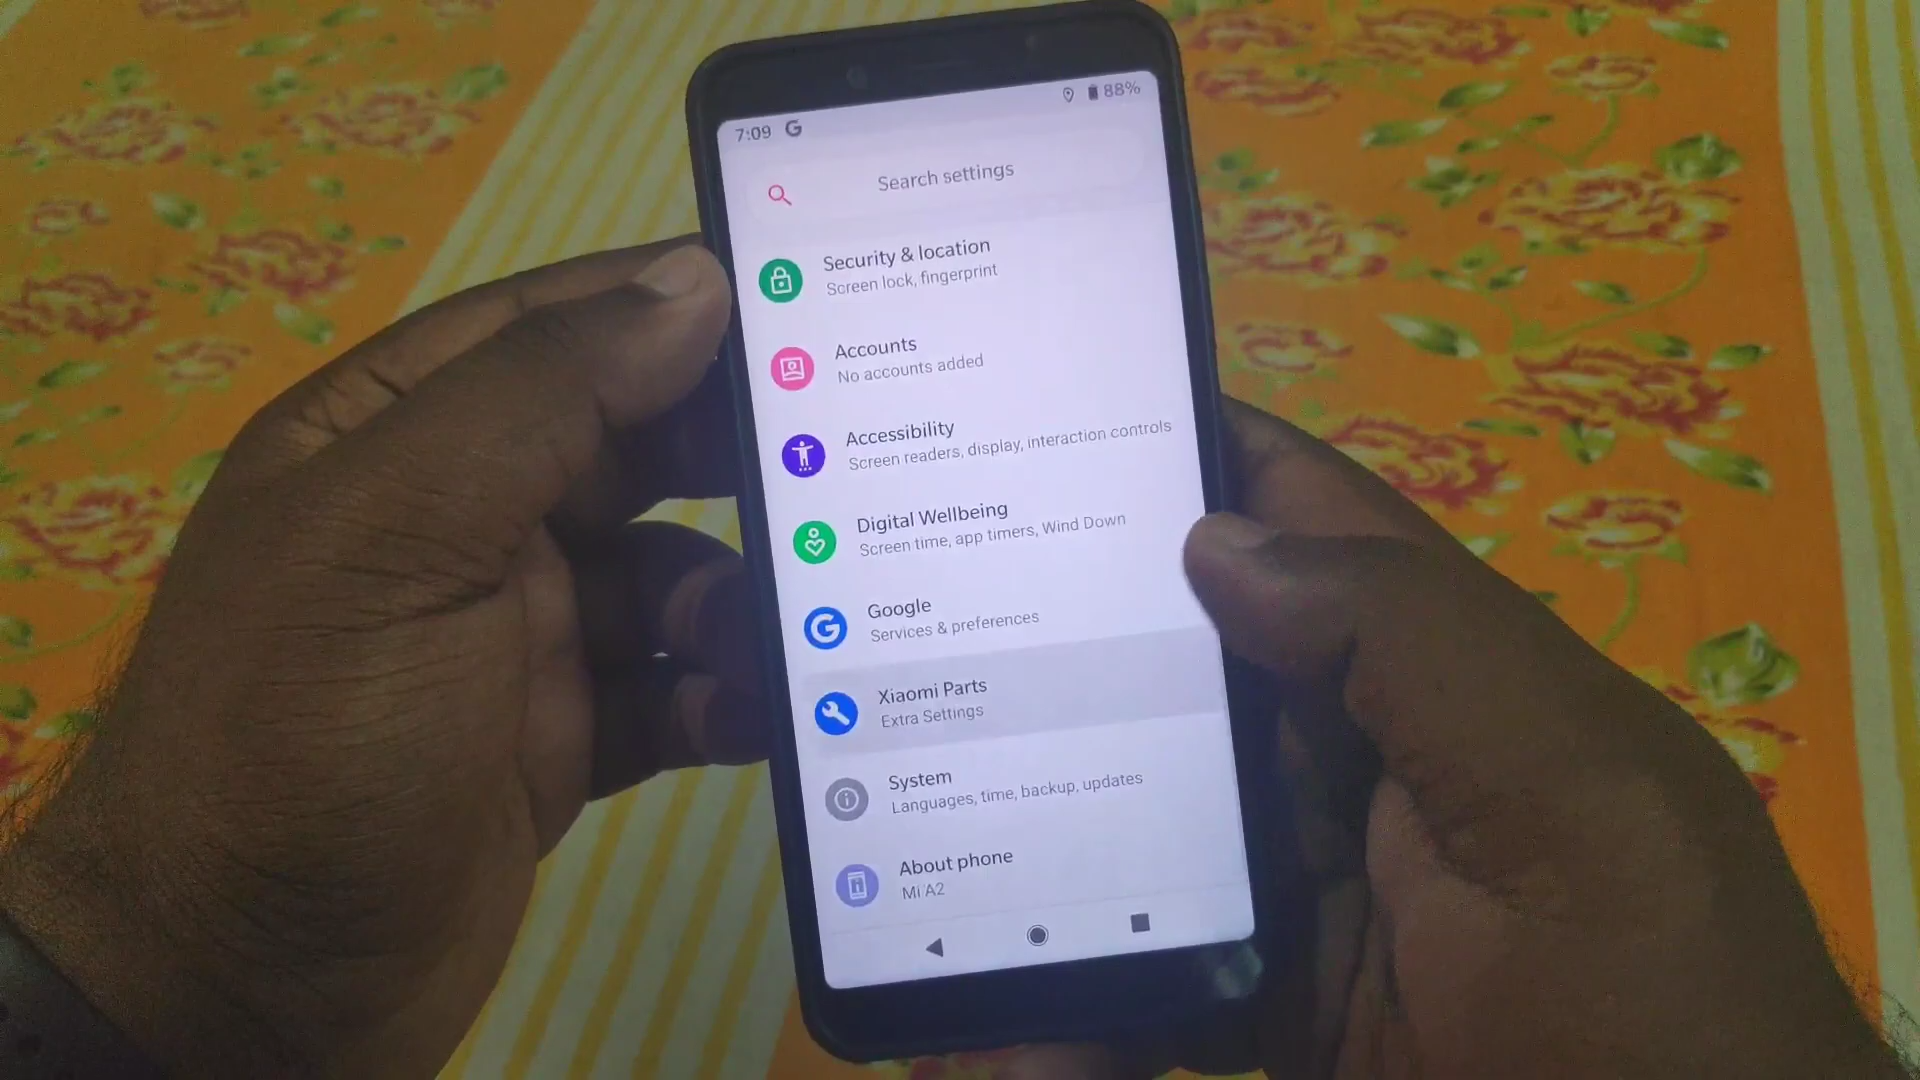 7:09 G 88%
Search settings
Security & location
Screen lock, fingerprint
Accounts
No accounts added
Accessibility
Screen readers, display, interaction controls
Digital Wellbeing
Screen time, app timers, Wind Down
G
Google
Services & preferences
Xiaomi Parts
Extra Settings
System
Languages, time, backup, updates
About phone
Mi A2